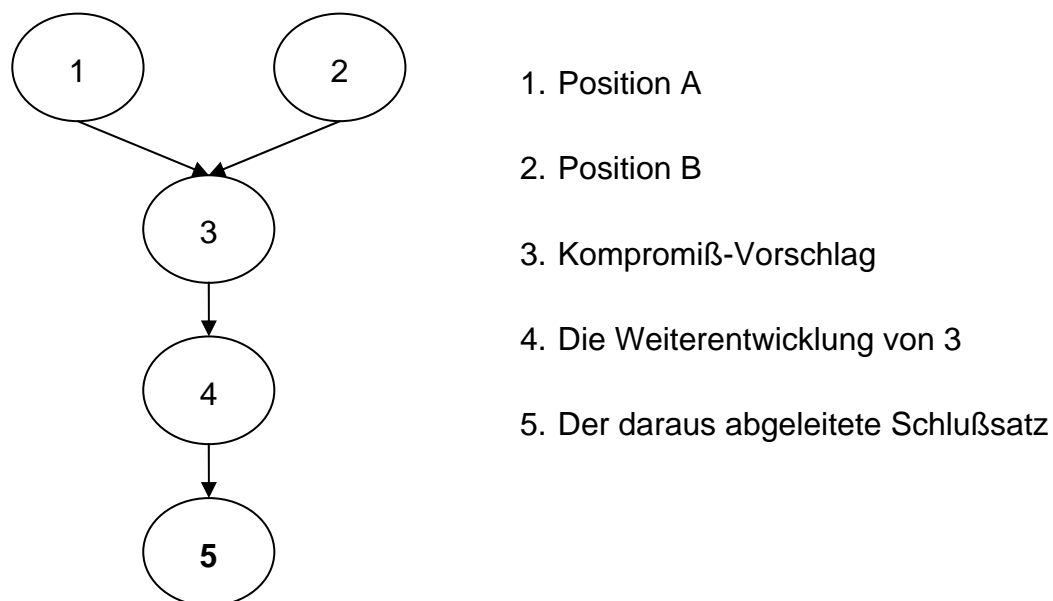 1 2
1. Position A
2. Position B
3
3. Kompromiß-Vorschlag
4. Die Weiterentwicklung von 3
4
5. Der daraus abgeleitete Schlußsatz
5